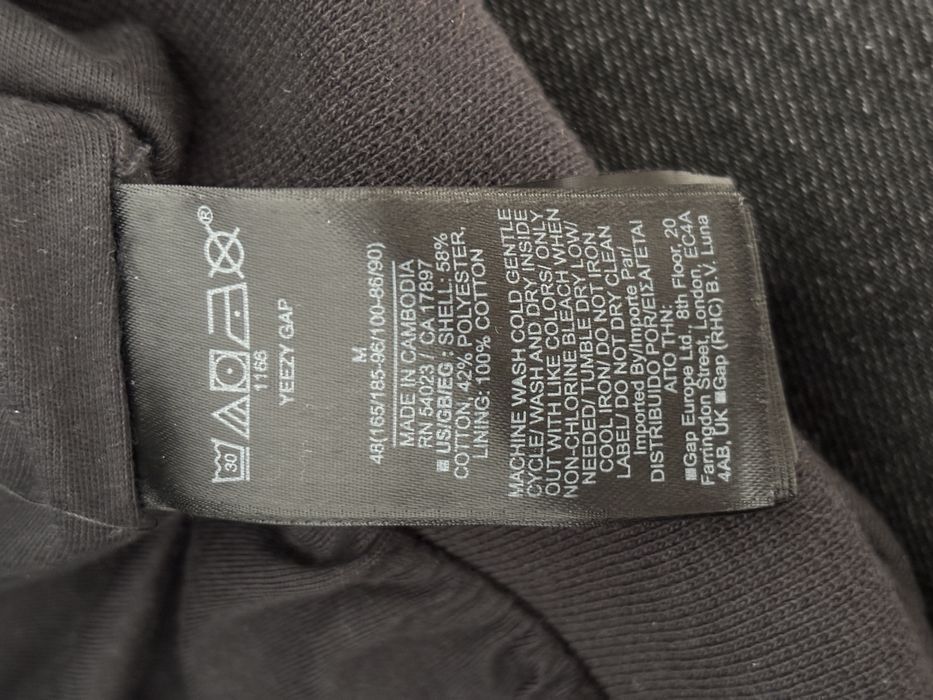 30
®
1166
YEEZY GAP
M
48(165/185-96/100-86/90)
MADE IN CAMBODIA
RN 54023 / CA 17897
US/GB/EG : SHELL: 58%
COTTON, 42% POLYESTER,
LINING: 100% COTTON
MACHINE WASH COLD GENTLE
CYCLE/ WASH AND DRY INSIDE
OUT WITH LIKE COLORS/ ONLY
NON-CHLORINE BLEACH WHEN
NEEDED/ TUMBLE DRY LOW/
COOL IRON/ DO NOT IRON
LABEL/ DO NOT DRY CLEAN
Imported By/Importe Par/
DISTRIBUIDO POR/ΕΙΣΑΓΕΤΑΙ
ΑΠΟ ΤΗΝ:
■Gap Europe Ltd, 8th Floor, 20
Farringdon Street, London, EC4A
4AB, UK ■Gap (RHC) B.V. Luna